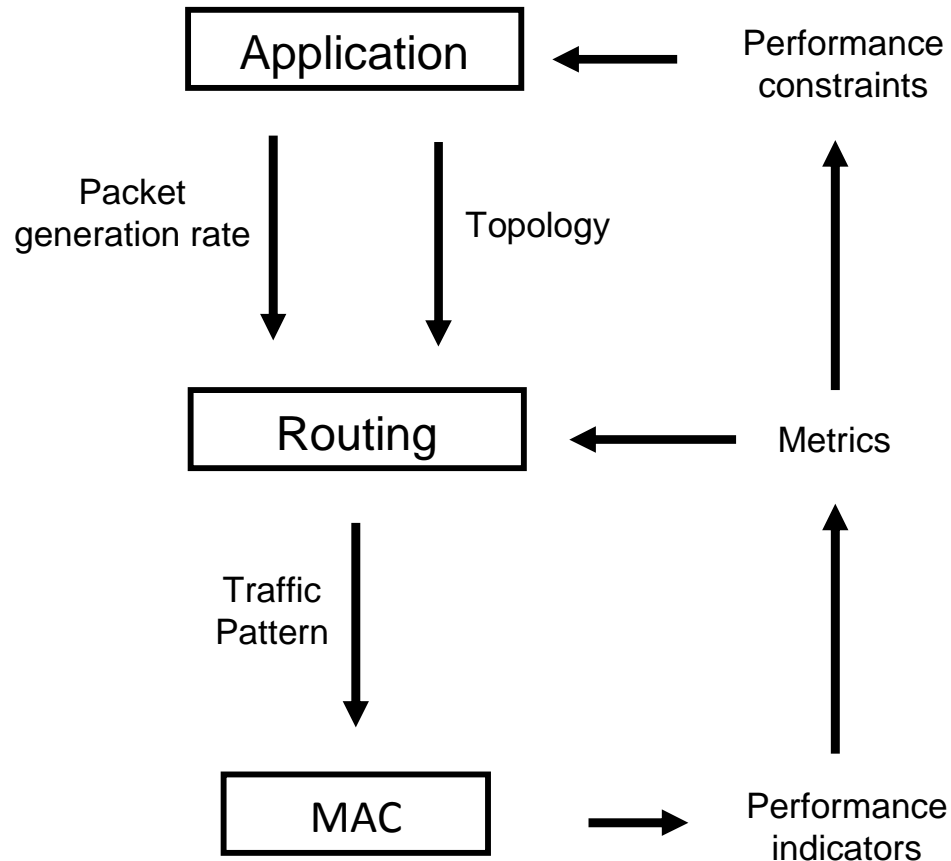 Application
Performance
constraints
Packet
generation rate
Topology
Routing
Metrics
Traffic
Pattern
MAC
Performance
indicators